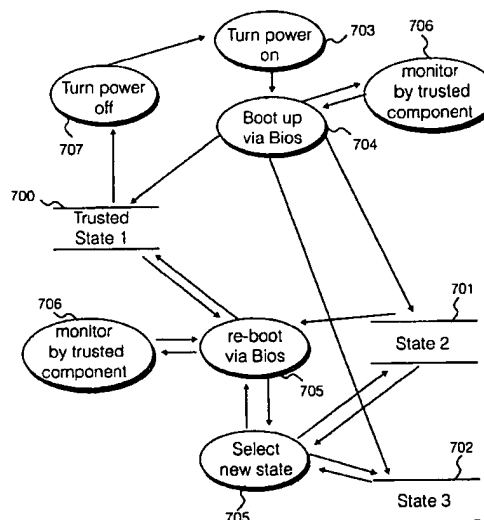 Turn power
on
703
706
monitor
by trusted
component
Turn power
off
707
Boot up
via Bios
704
700
Trusted
State 1
701
State 2
706
monitor
by trusted
component
re-boot
via Bios
705
Select
new state
705
702
State 3